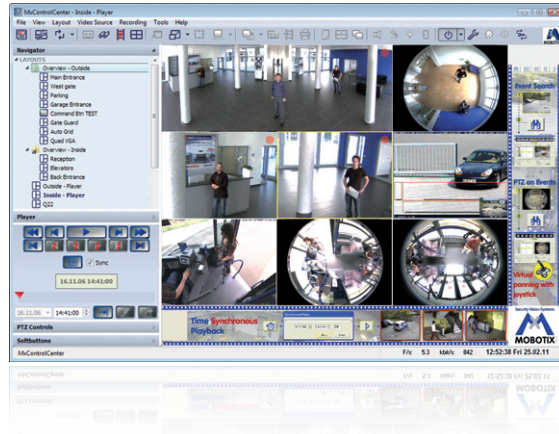 MxControlCenter - Inside - Player
File View Layout Video Source Recording Tools Help
Navigator
LAYOUTS
Overview - Outside
Main Entrance
West gate
Parking
Garage Entrance
Command Btn TEST
Gate Guard
Auto Grid
Quad VGA
Overview - Inside
Reception
Elevators
Back Entrance
Outside - Player
Inside - Player
Q22
Player
Sync
16.11.06 14:41:00
16.11.06 14:41:00
PTZ Controls
Softbuttons
Event Search
PTZ on Events
Virtual panning with joystick
Time Synchronous
Playback
Security-Vision-Systems
MOBOTIX
MOBOTIX
MxControlCenter
F/s 5.3 kbit/s 842 12:52:38 Fri 25.02.11